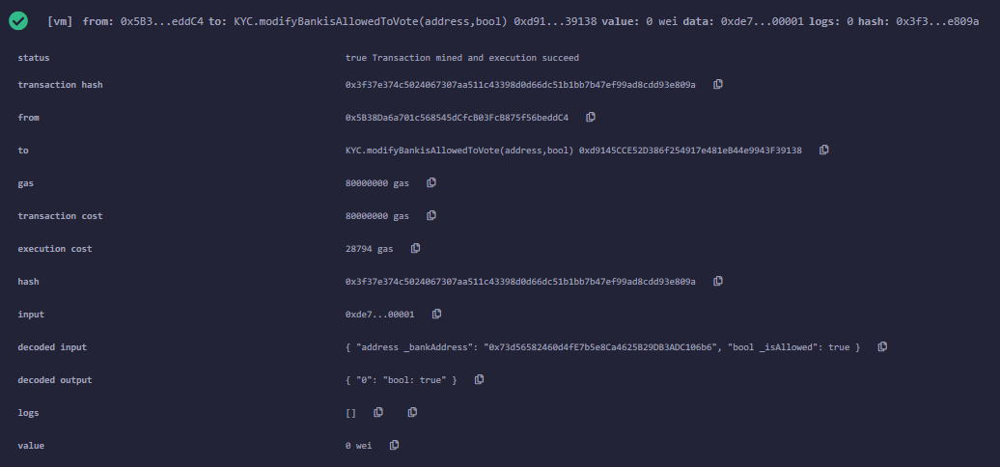 [vm] from: 0x5B3...eddC4 to: KYC.modifyBankisAllowedToVote(address,bool) 0xd91...39138 value: 0 wei data: 0xde7...00001 logs: 0 hash: 0x3f3...e809a
status true Transaction mined and execution succeed
transaction hash 0x3f37e374c5024067307aa511c43398d0d66dc51b1bb7b47ef99ad8cdd93e809a
from 0x5B38Da6a701c568545dCfcB03FcB875f56beddC4
to KYC.modifyBankisAllowedToVote(address,bool) 0xd9145CCE52D386f254917e481eB44e9943F39138
gas 80000000 gas
transaction cost 80000000 gas
execution cost 28794 gas
hash 0x3f37e374c5024067307aa511c43398d0d66dc51b1bb7b47ef99ad8cdd93e809a
input 0xde7...00001
decoded input { "address _bankAddress": "0x73d56582460d4fE7b5e8Ca4625B29DB3ADC106b6", "bool _isAllowed": true }
decoded output { "0": "bool: true" }
logs []
value 0 wei